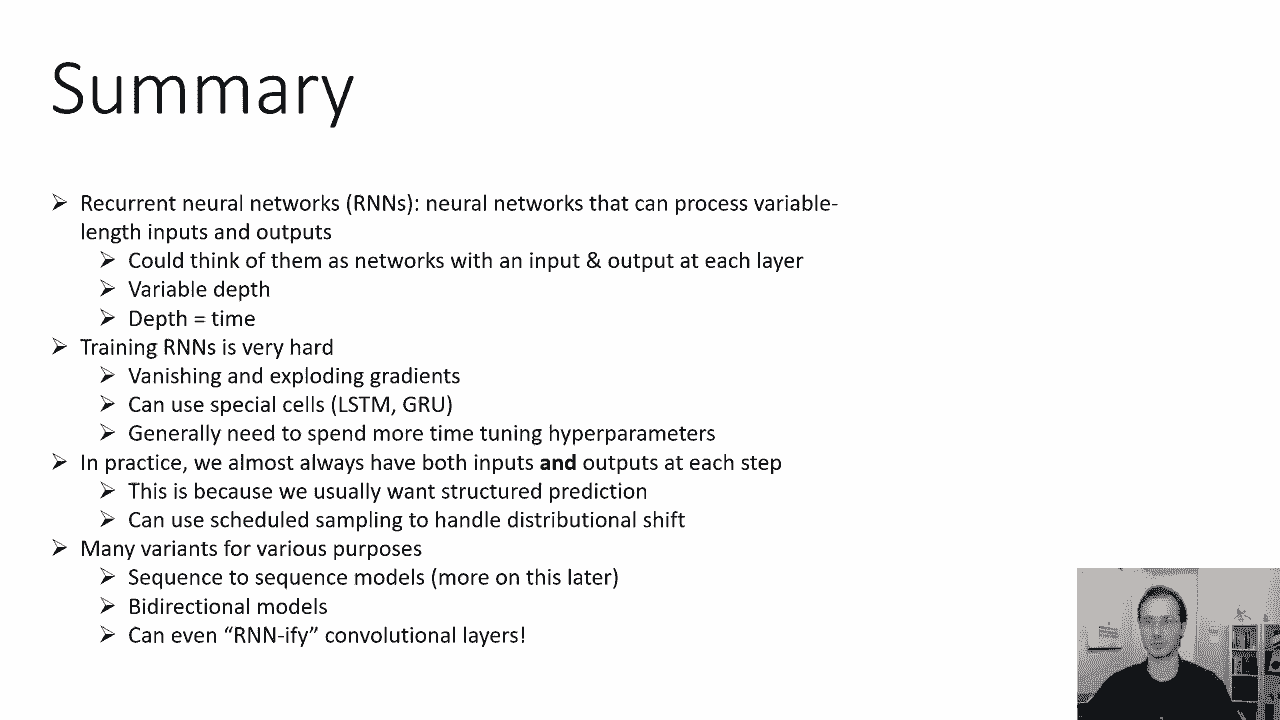 Summary
➢ Recurrent neural networks (RNNs): neural networks that can process variable-
length inputs and outputs
➢ Could think of them as networks with an input & output at each layer
➢ Variable depth
➢ Depth = time
➢ Training RNNs is very hard
➢ Vanishing and exploding gradients
➢ Can use special cells (LSTM, GRU)
➢ Generally need to spend more time tuning hyperparameters
➢ In practice, we almost always have both inputs and outputs at each step
➢ This is because we usually want structured prediction
➢ Can use scheduled sampling to handle distributional shift
➢ Many variants for various purposes
➢ Sequence to sequence models (more on this later)
➢ Bidirectional models
➢ Can even “RNN-ify” convolutional layers!